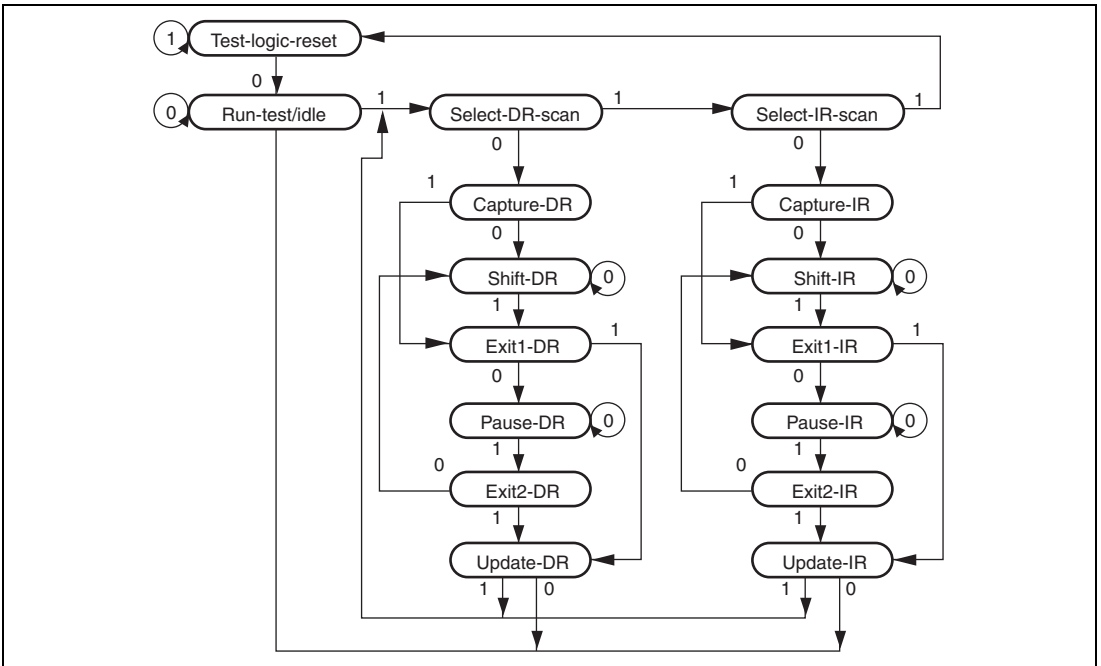 1 Test-logic-reset
0
0 Run-test/idle 1 Select-DR-scan 1 Select-IR-scan 1
0 0
1 1
Capture-DR Capture-IR
0 0
Shift-DR 0 Shift-IR 0
1 1
Exit1-DR 1 Exit1-IR 1
0 0
Pause-DR 0 Pause-IR 0
1 1
0 0
Exit2-DR Exit2-IR
1 1
Update-DR Update-IR
1 0 1 0